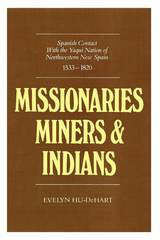 Spanish Contact
With the Yaqui Nation of
Northwestern New Spain
1533–1820
MISSIONARIES
MINERS &
INDIANS
EVELYN HU-DEHART